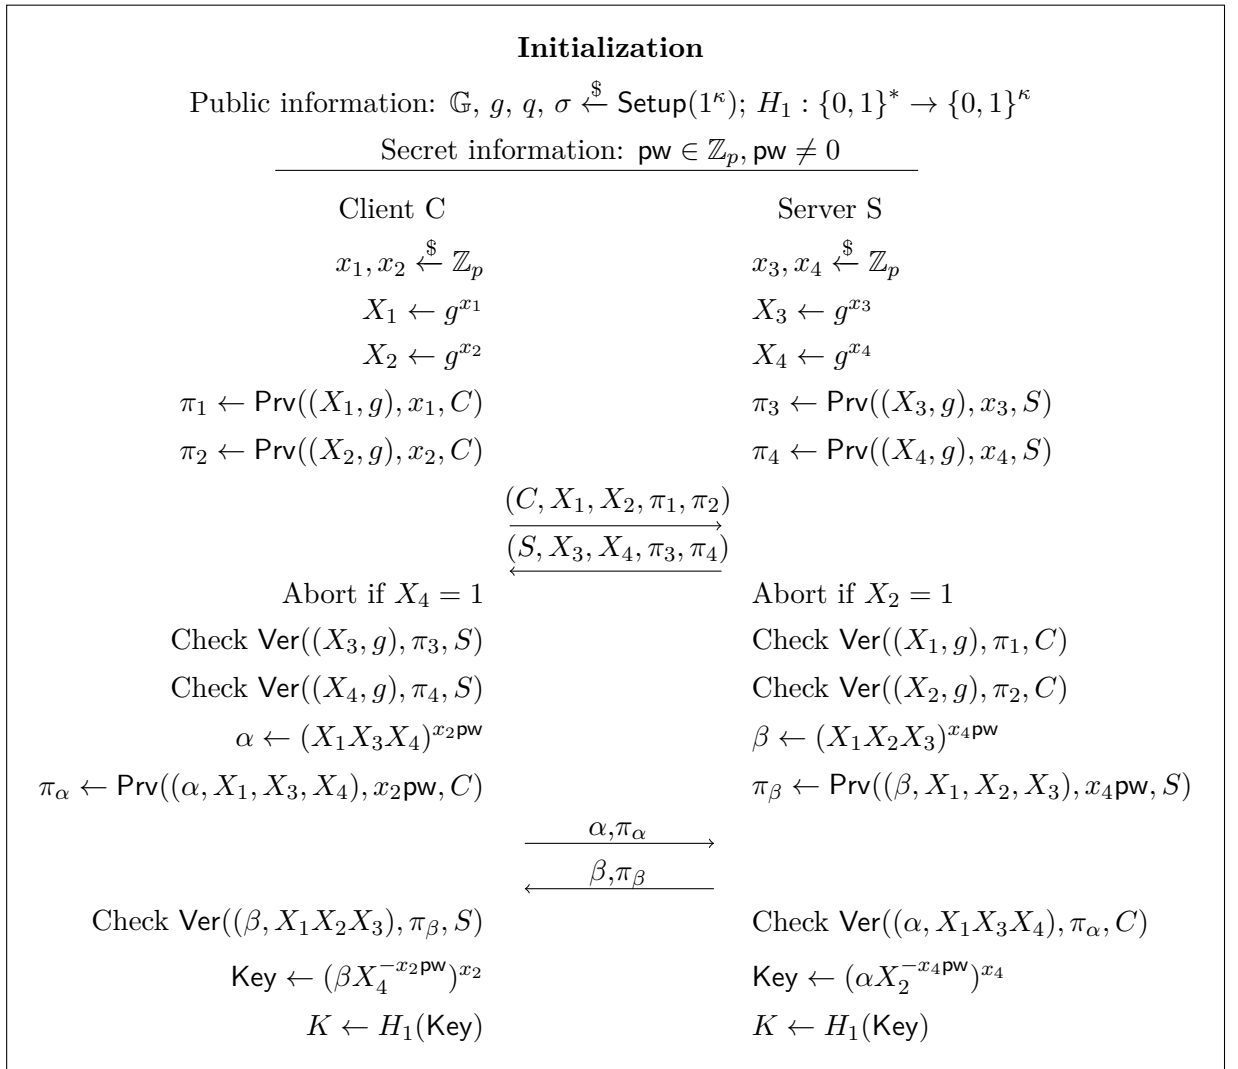 Initialization
Public information: 𝔾, g, q, σ ←$ Setup(1^κ); H₁ : {0, 1}* → {0, 1}^κ
Secret information: pw ∈ ℤ_p, pw ≠ 0
Client C Server S
x₁, x₂ ←$ ℤ_p x₃, x₄ ←$ ℤ_p
X₁ ← g^{x₁} X₃ ← g^{x₃}
X₂ ← g^{x₂} X₄ ← g^{x₄}
π₁ ← Prv((X₁, g), x₁, C) π₃ ← Prv((X₃, g), x₃, S)
π₂ ← Prv((X₂, g), x₂, C) π₄ ← Prv((X₄, g), x₄, S)
(C, X₁, X₂, π₁, π₂)
(S, X₃, X₄, π₃, π₄)
Abort if X₄ = 1 Abort if X₂ = 1
Check Ver((X₃, g), π₃, S) Check Ver((X₁, g), π₁, C)
Check Ver((X₄, g), π₄, S) Check Ver((X₂, g), π₂, C)
α ← (X₁X₃X₄)^{x₂pw} β ← (X₁X₂X₃)^{x₄pw}
π_α ← Prv((α, X₁, X₃, X₄), x₂pw, C) π_β ← Prv((β, X₁, X₂, X₃), x₄pw, S)
α,π_α
β,π_β
Check Ver((β, X₁X₂X₃), π_β, S) Check Ver((α, X₁X₃X₄), π_α, C)
Key ← (βX₄^{−x₂pw})^{x₂} Key ← (αX₂^{−x₄pw})^{x₄}
K ← H₁(Key) K ← H₁(Key)